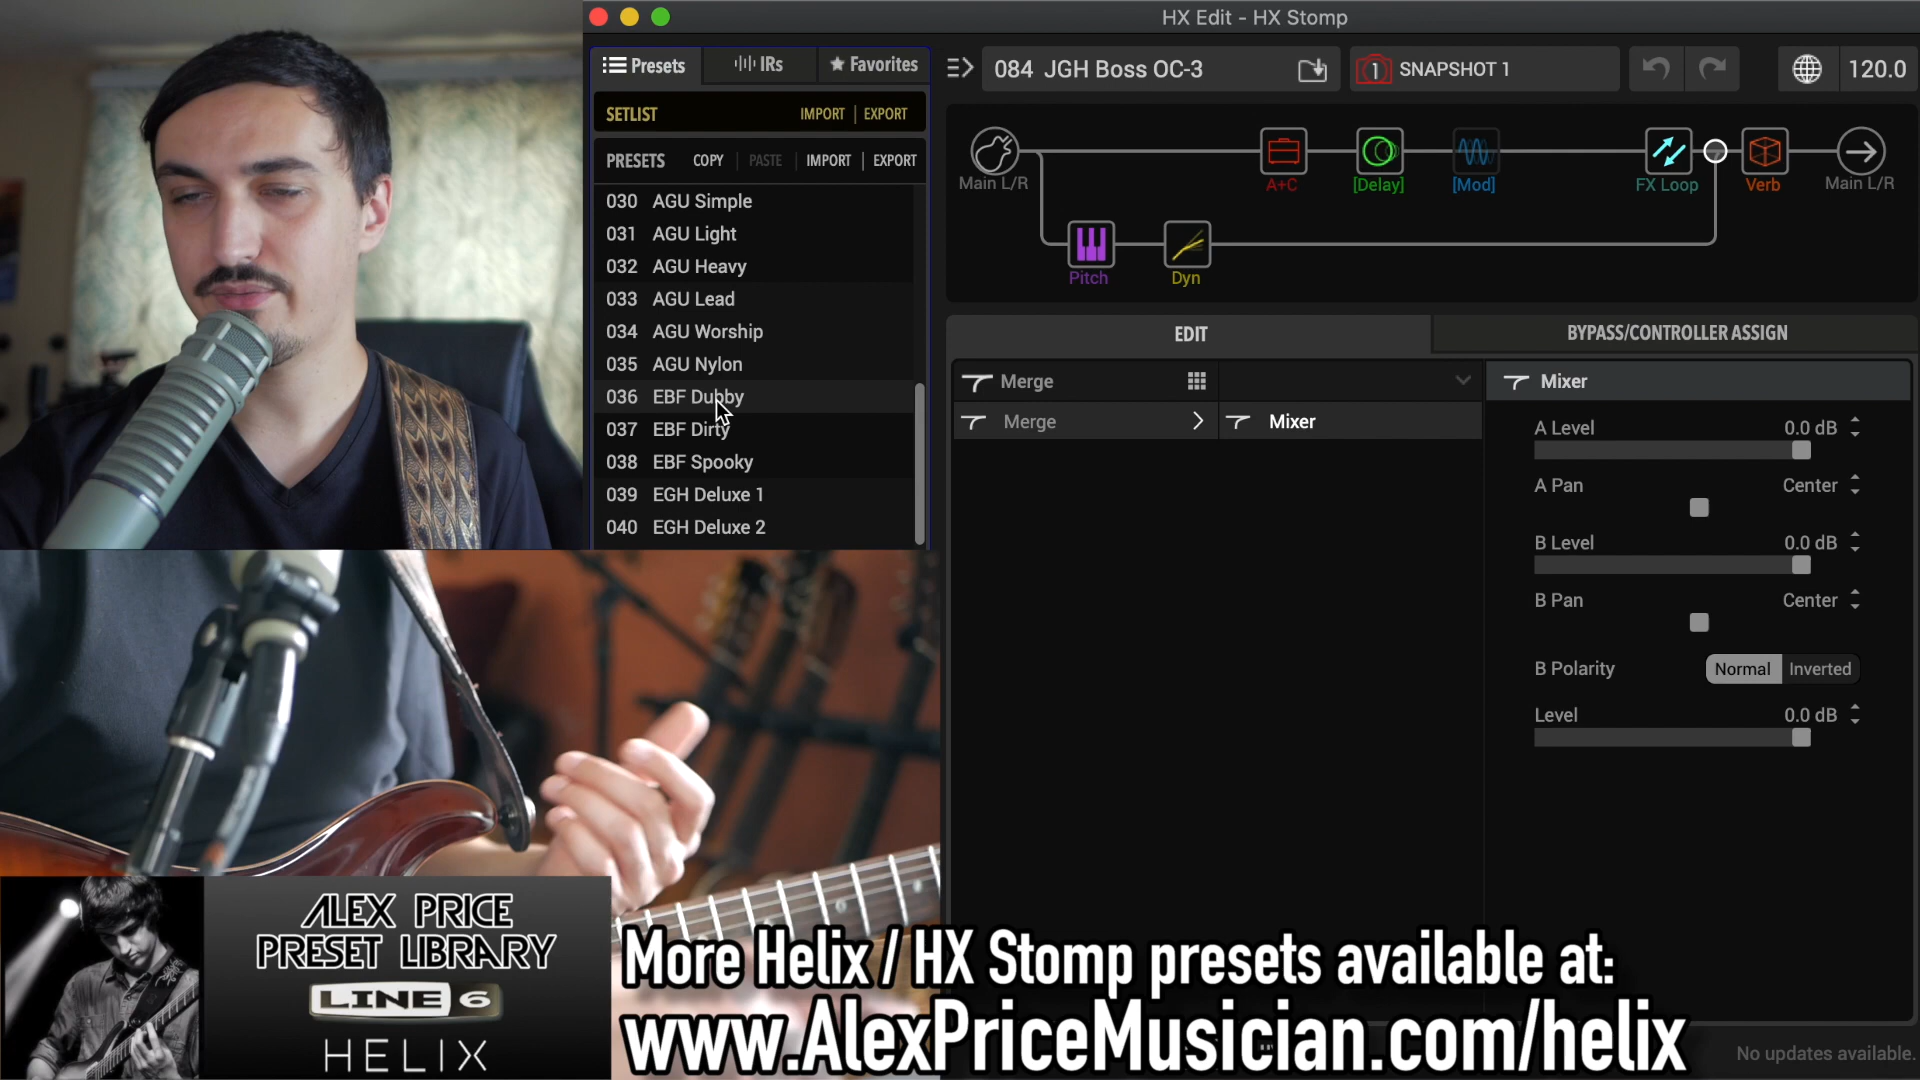 HX Edit - HX Stomp
Presets
IRs
Favorites
084 JGH Boss OC-3
1
SNAPSHOT 1
120.0
SETLIST
IMPORT | EXPORT
PRESETS
COPY | PASTE | IMPORT | EXPORT
030 AGU Simple
031 AGU Light
032 AGU Heavy
033 AGU Lead
034 AGU Worship
035 AGU Nylon
036 EBF Dubby
037 EBF Dirty
038 EBF Spooky
039 EGH Deluxe 1
040 EGH Deluxe 2
Main L/R
A+C
[Delay]
[Mod]
FX Loop
Verb
Main L/R
Pitch
Dyn
EDIT
BYPASS/CONTROLLER ASSIGN
Merge
Merge
Mixer
Mixer
A Level 0.0 dB
A Pan Center
B Level 0.0 dB
B Pan Center
B Polarity Normal Inverted
Level 0.0 dB
ALEX PRICE
PRESET LIBRARY
LINE 6
HELIX
More Helix / HX Stomp presets available at:
www.AlexPriceMusician.com/helix
No updates available.